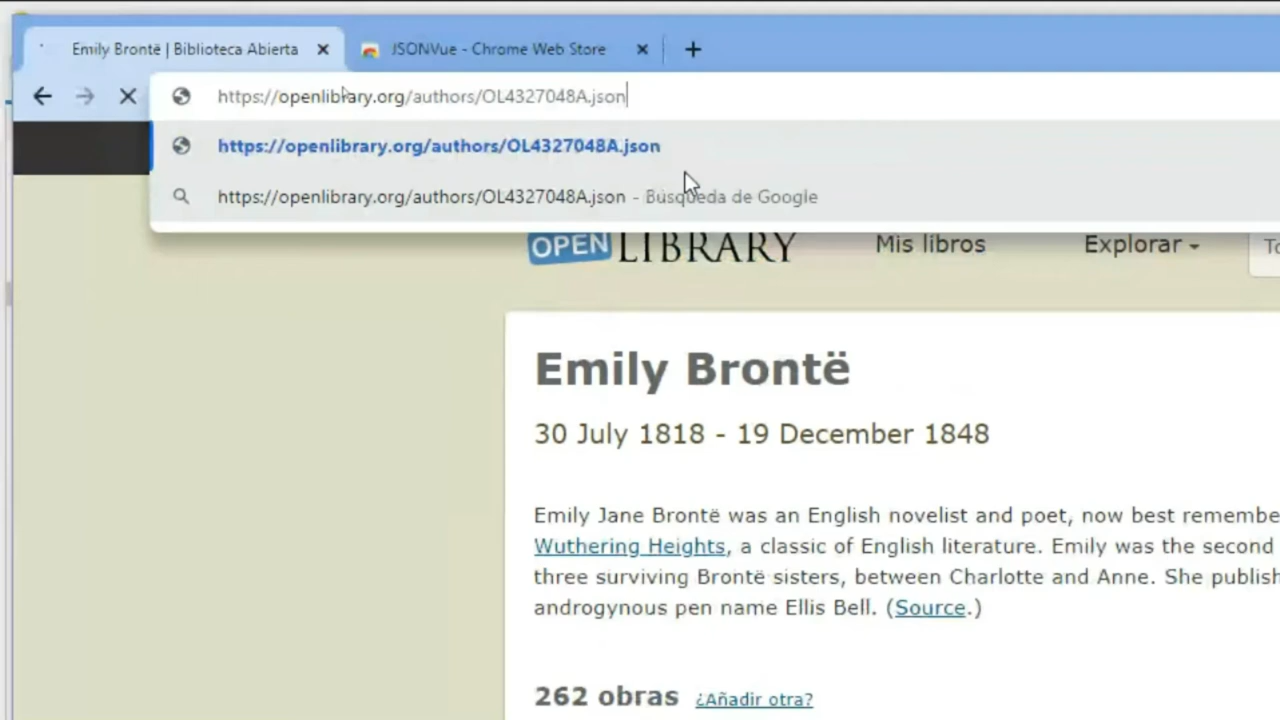 Emily Brontë | Biblioteca Abierta
JSONVue - Chrome Web Store
https://openlibrary.org/authors/OL4327048A.json
https://openlibrary.org/authors/OL4327048A.json
https://openlibrary.org/authors/OL4327048A.json - Búsqueda de Google
OPEN LIBRARY
Mis libros
Explorar
To
Emily Brontë
30 July 1818 - 19 December 1848
Emily Jane Brontë was an English novelist and poet, now best remembe
Wuthering Heights, a classic of English literature. Emily was the second
three surviving Brontë sisters, between Charlotte and Anne. She publish
androgynous pen name Ellis Bell. (Source.)
262 obras ¿Añadir otra?